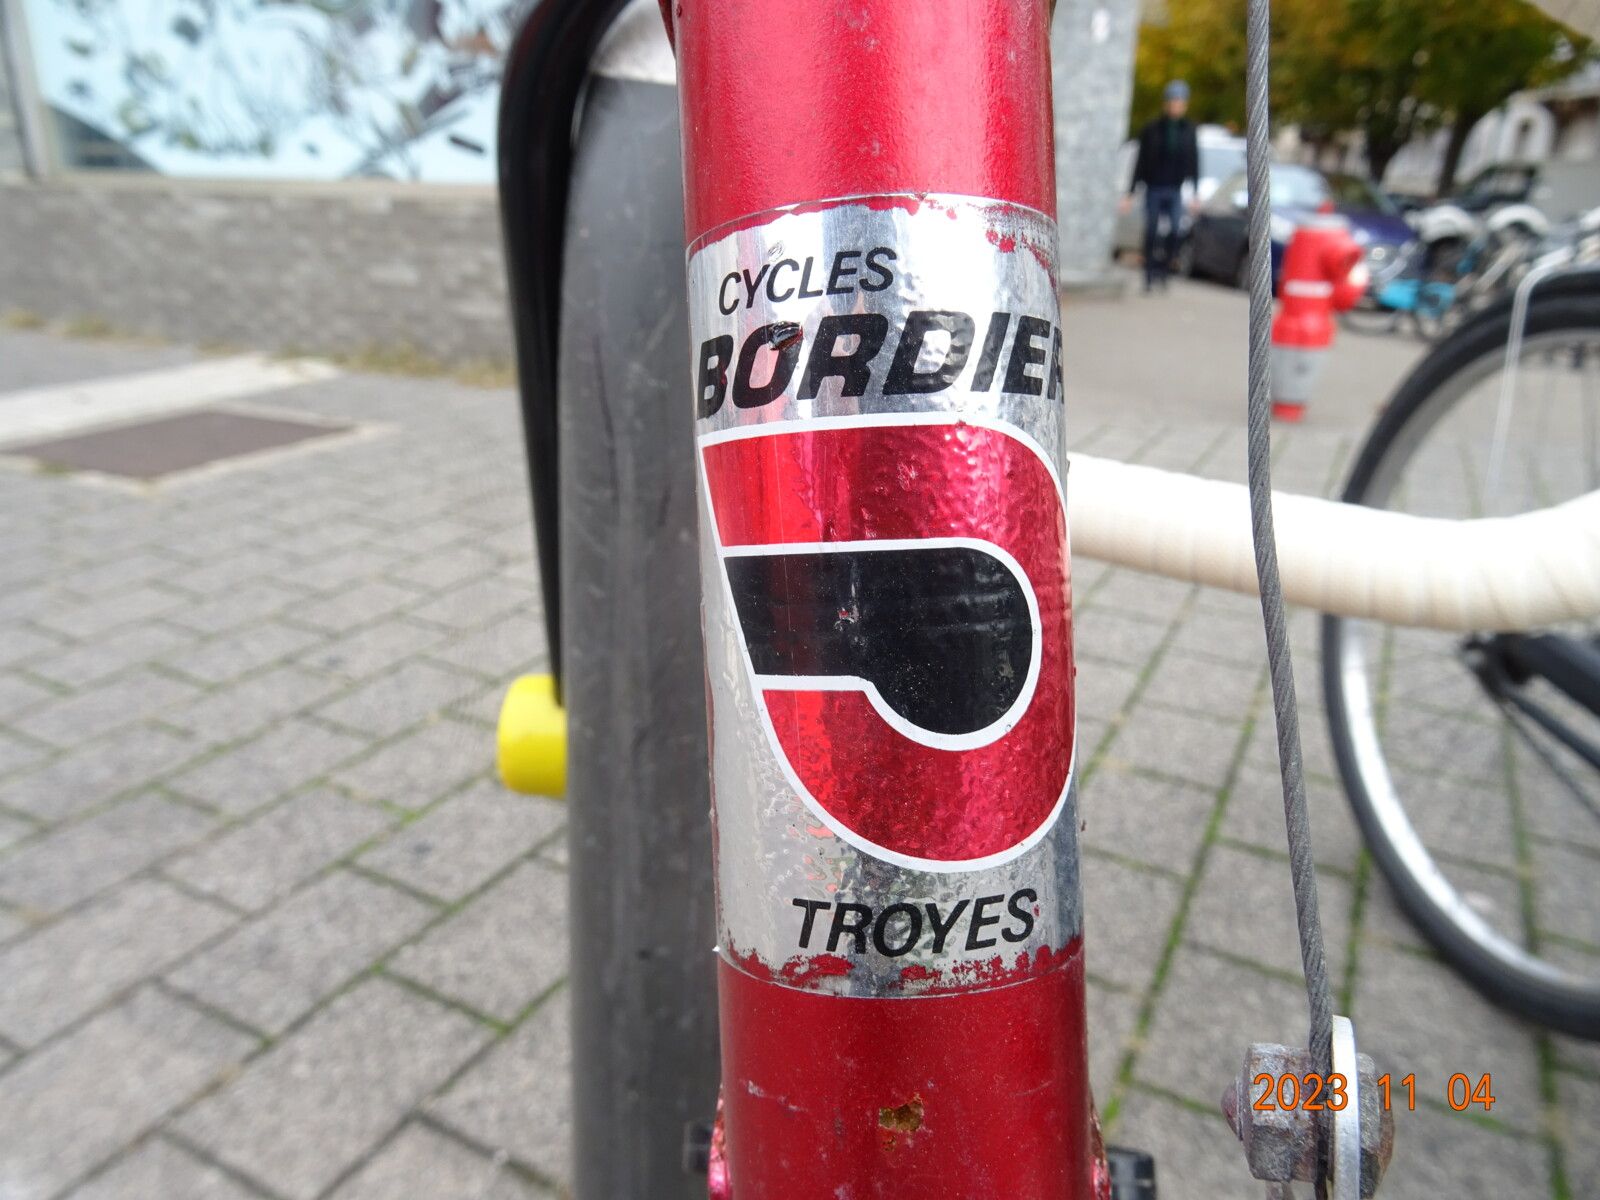 CYCLES
BORDIER
TROYES
2023 11 04